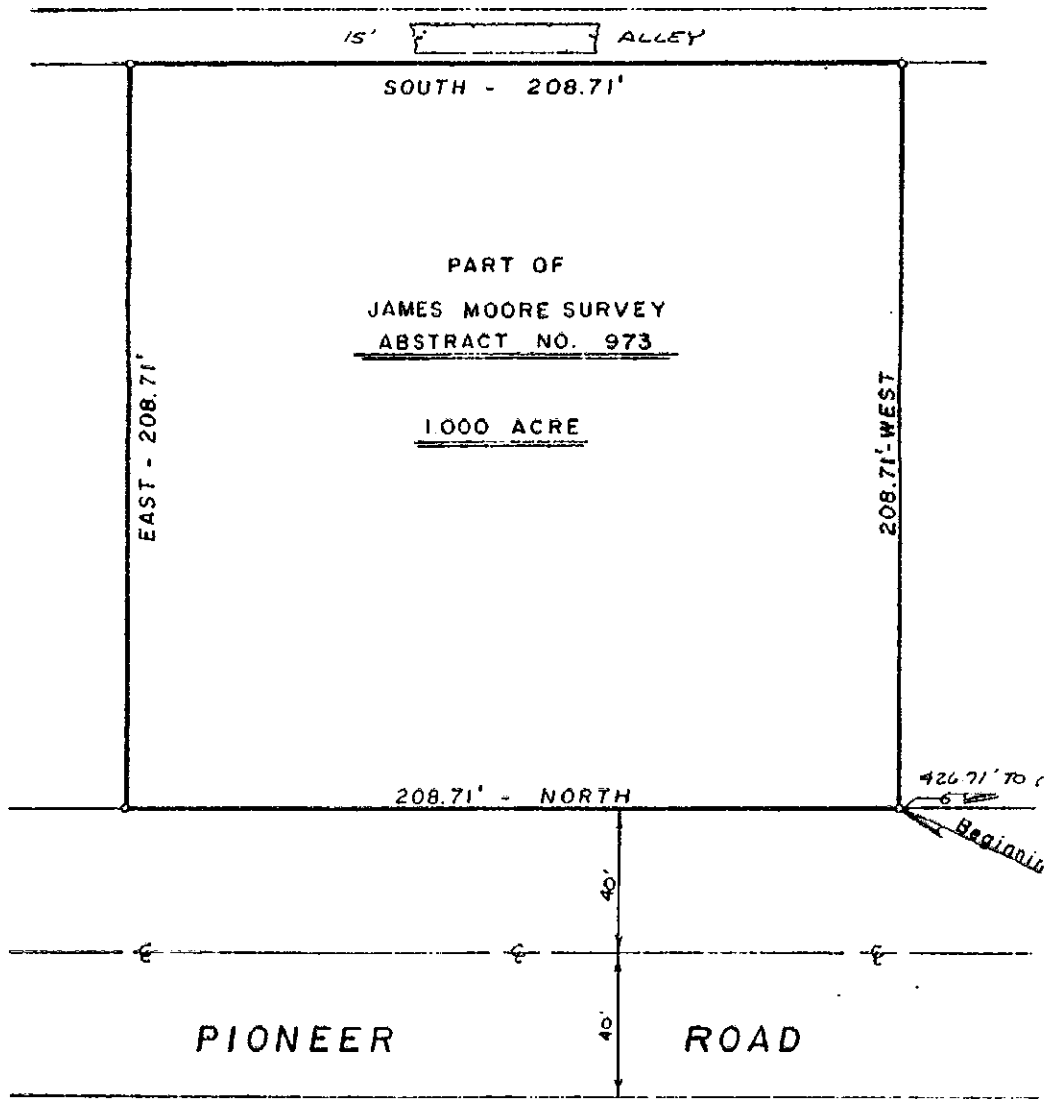 15' ALLEY
SOUTH - 208.71'
PART OF
JAMES MOORE SURVEY
ABSTRACT NO. 973
1.000 ACRE
EAST - 208.71'
208.71'-WEST
208.71' - NORTH
426.71' TO
Beginnin
40'
℄ ℄ ℄
40'
PIONEER ROAD